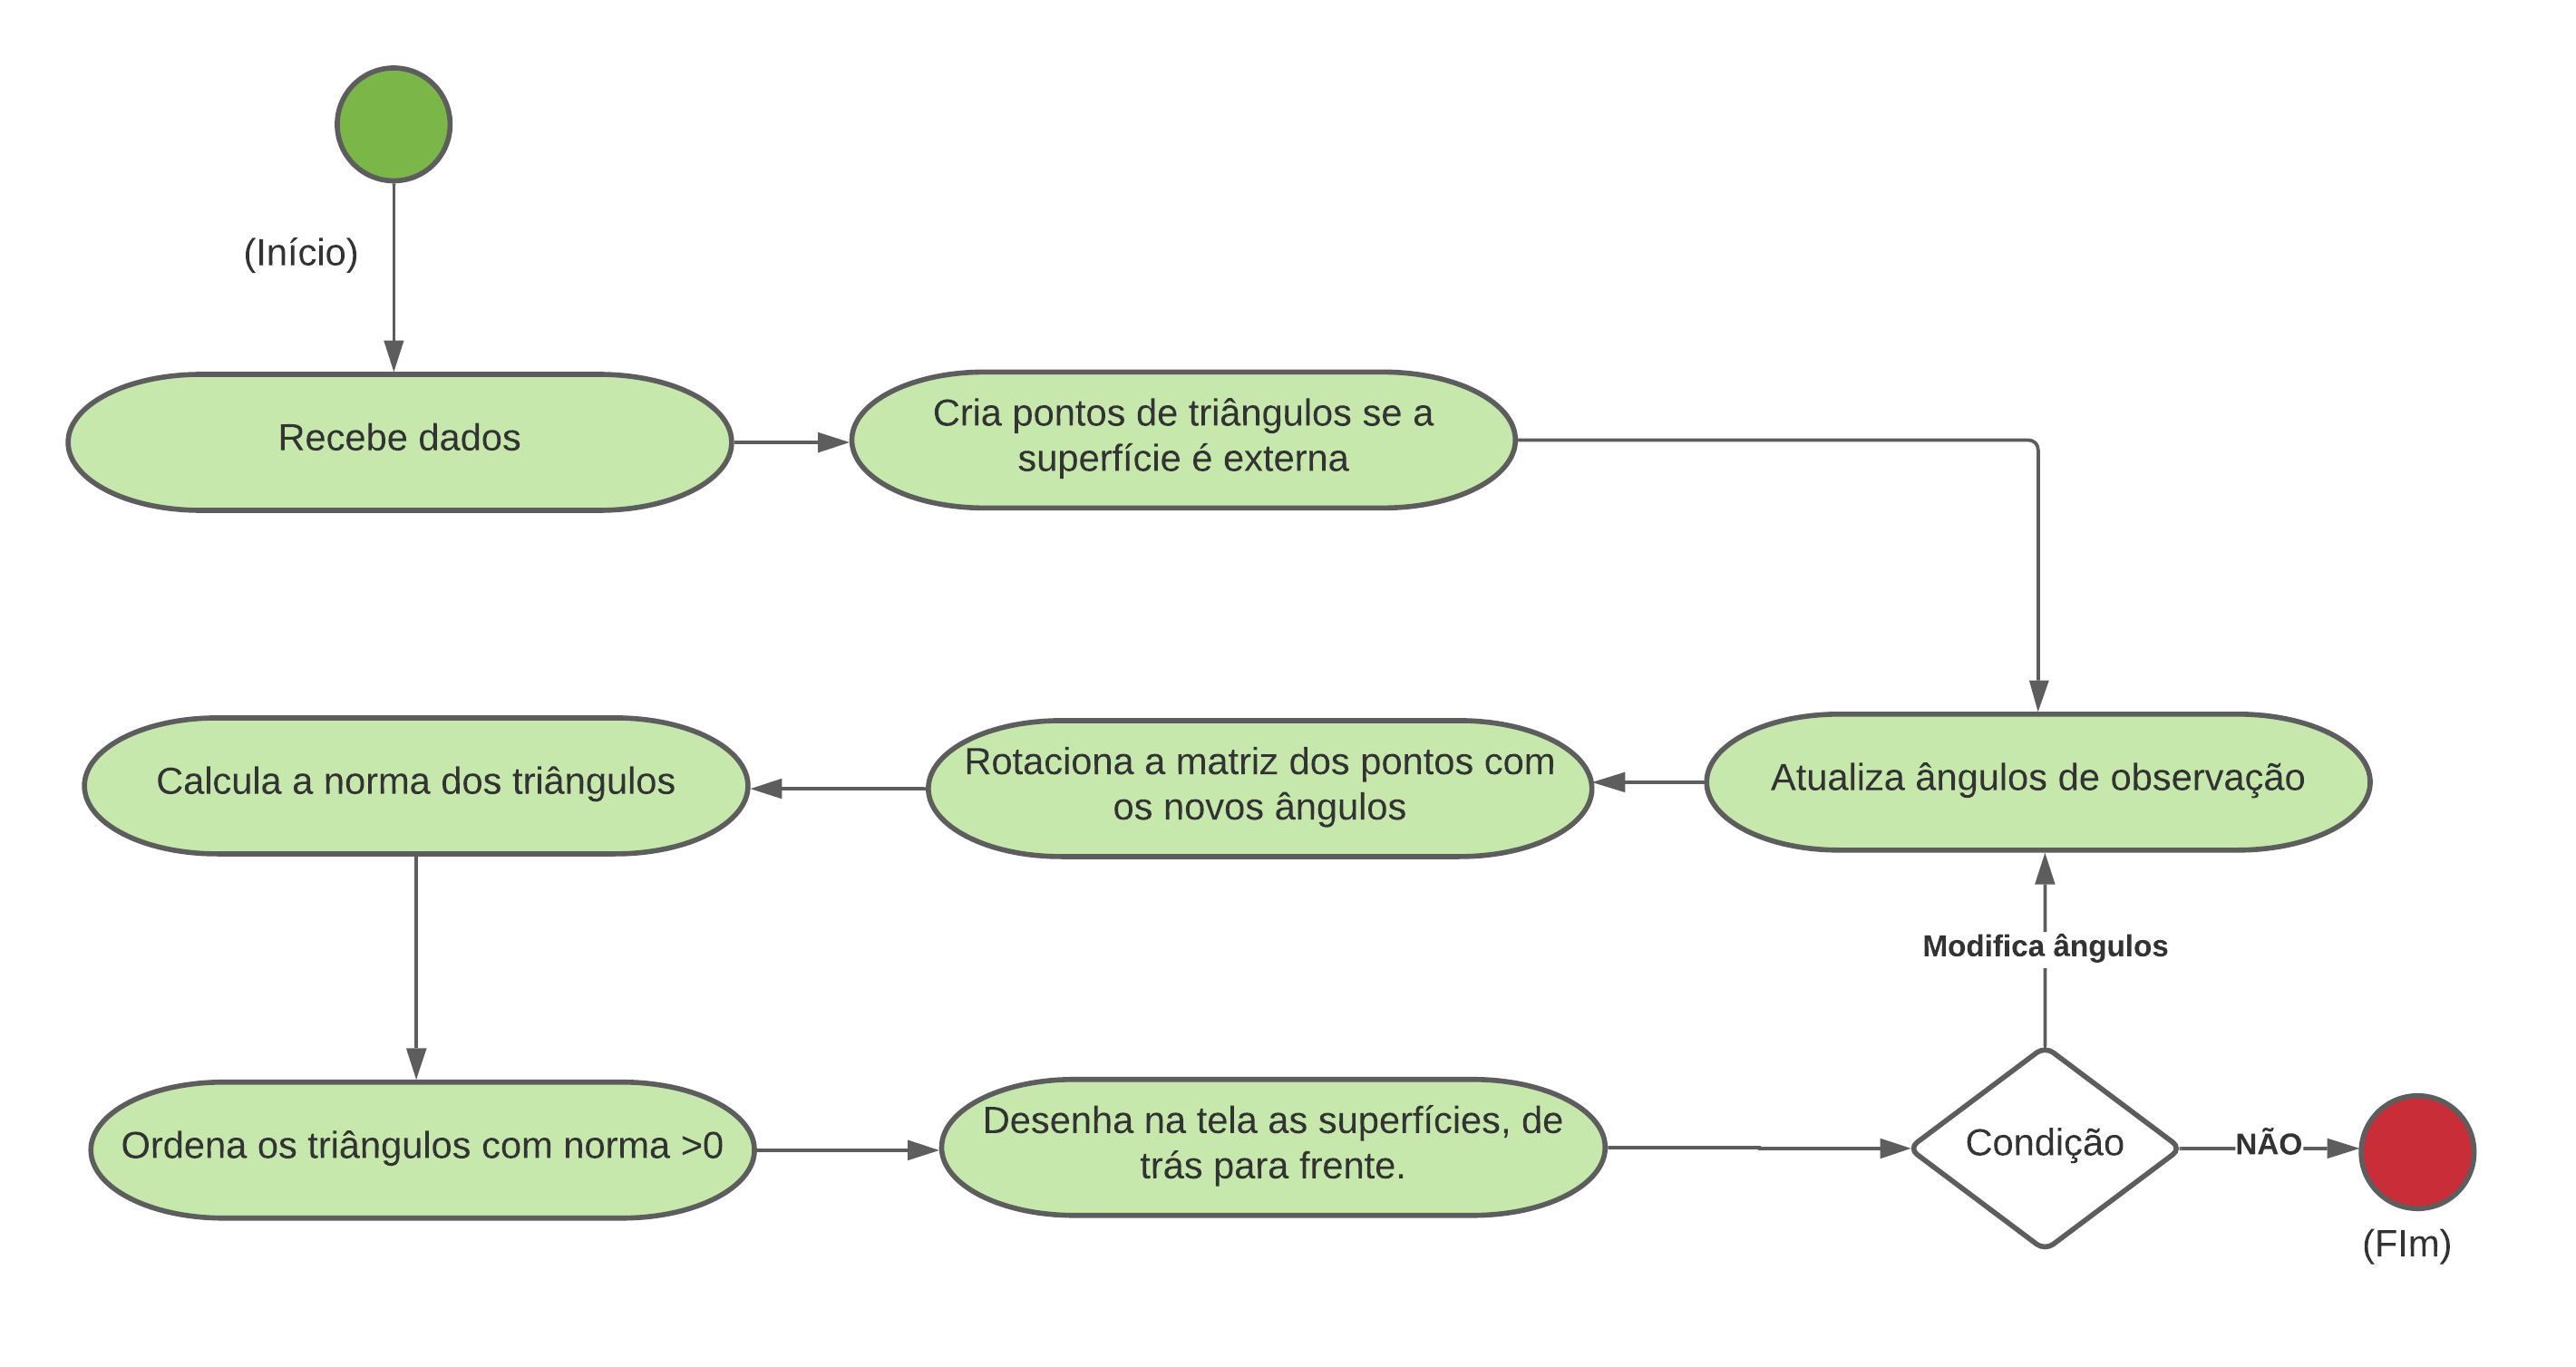 (Início)
Recebe dados
Cria pontos de triângulos se a
superfície é externa
Atualiza ângulos de observação
Rotaciona a matriz dos pontos com
os novos ângulos
Calcula a norma dos triângulos
Ordena os triângulos com norma >0
Desenha na tela as superfícies, de
trás para frente.
Condição
Modifica ângulos
NÃO
(FIm)